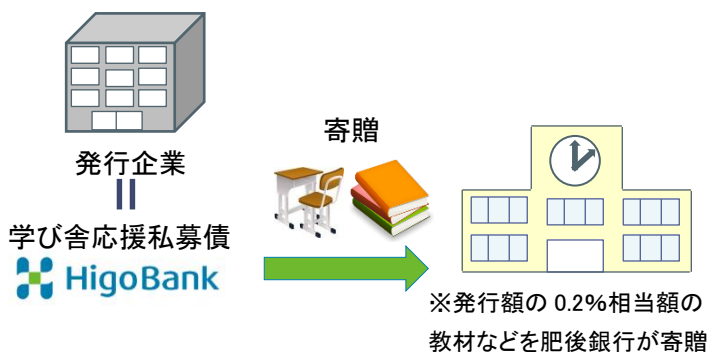 発行企業
学び舎応援私募債
HigoBank
寄贈
※発行額の 0.2%相当額の
教材などを肥後銀行が寄贈